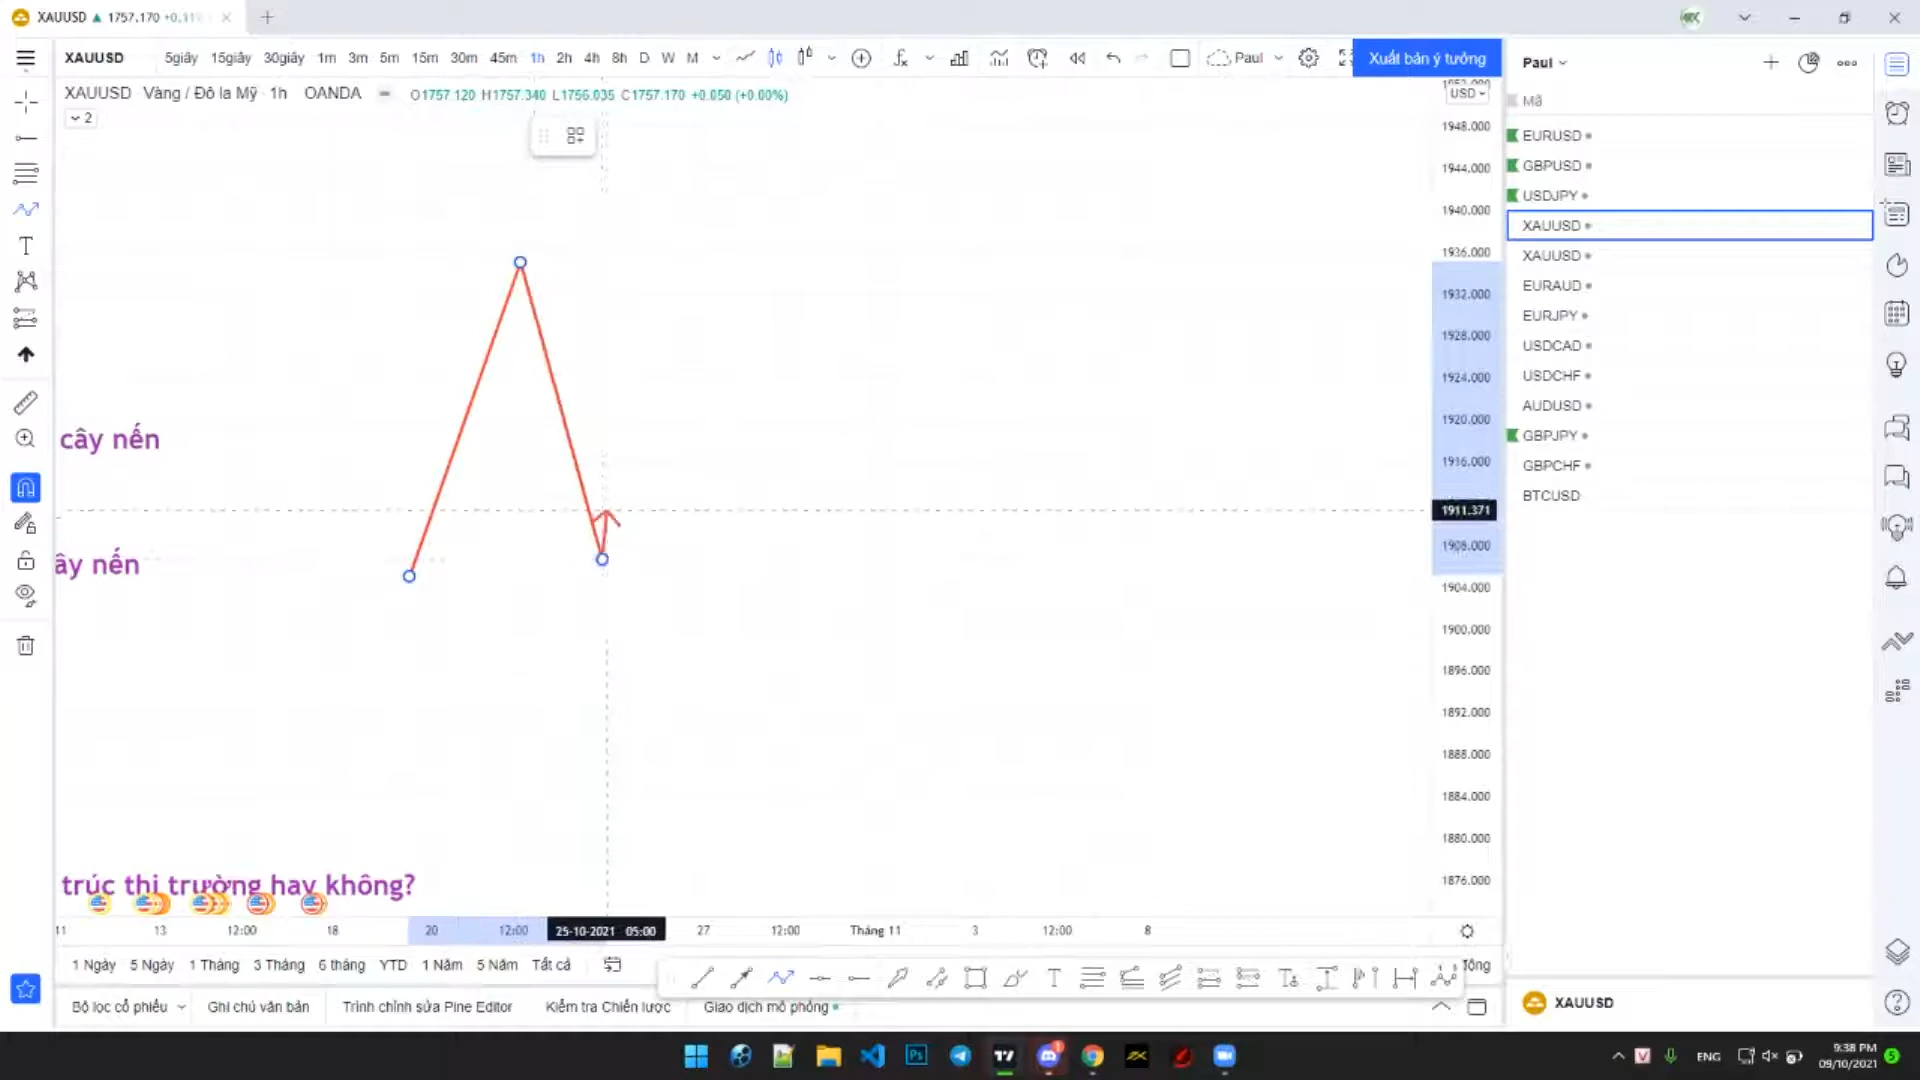 XAUUSD ▲ 1757.170
XAUUSD 5giây 15giây 30giây 1m 3m 5m 15m 30m 45m 1h 2h 4h 8h D W M Paul Xuất bản ý tưởng
XAUUSD Vàng / Đô la Mỹ 1h OANDA O1757.120 H1757.340 L1756.035 C1757.170 +0.050 (+0.00%)
2
USD
1948.000
1944.000
1940.000
1936.000
1932.000
1928.000
1924.000
1920.000
1916.000
1911.371
1908.000
1904.000
1900.000
1896.000
1892.000
1888.000
1884.000
1880.000
1876.000
cây nến
ây nến
trúc thị trường hay không?
11 13 12:00 18 20 12:00 25-10-2021 05:00 27 12:00 Tháng 11 3 12:00 8
1 Ngày 5 Ngày 1 Tháng 3 Tháng 6 tháng YTD 1 Năm 5 Năm Tất cả
Bộ lọc cổ phiếu Ghi chú văn bản Trình chỉnh sửa Pine Editor Kiểm tra Chiến lược Giao dịch mô phỏng
Paul
Mã
EURUSD
GBPUSD
USDJPY
XAUUSD
XAUUSD
EURAUD
EURJPY
USDCAD
USDCHF
AUDUSD
GBPJPY
GBPCHF
BTCUSD
XAUUSD
ENG
9:38 PM
09/10/2021
5